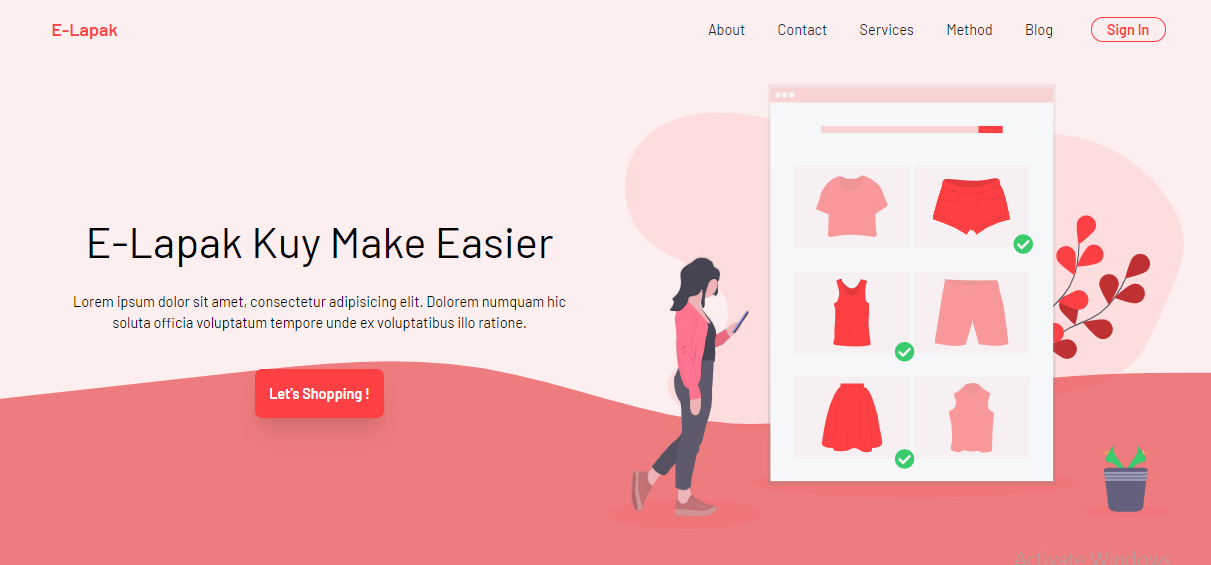 E-Lapak
About
Contact
Services
Method
Blog
Sign In
E-Lapak Kuy Make Easier
Lorem ipsum dolor sit amet, consectetur adipisicing elit. Dolorem numquam hic
soluta officia voluptatum tempore unde ex voluptatibus illo ratione.
Let's Shopping !
Activate Windows